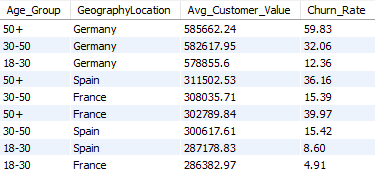 Age_Group GeographyLocation Avg_Customer_Value Churn_Rate
50+ Germany 585662.24 59.83
30-50 Germany 582617.95 32.06
18-30 Germany 578855.6 12.36
50+ Spain 311502.53 36.16
30-50 France 308035.71 15.39
50+ France 302789.84 39.97
30-50 Spain 300617.61 15.42
18-30 Spain 287178.83 8.60
18-30 France 286382.97 4.91